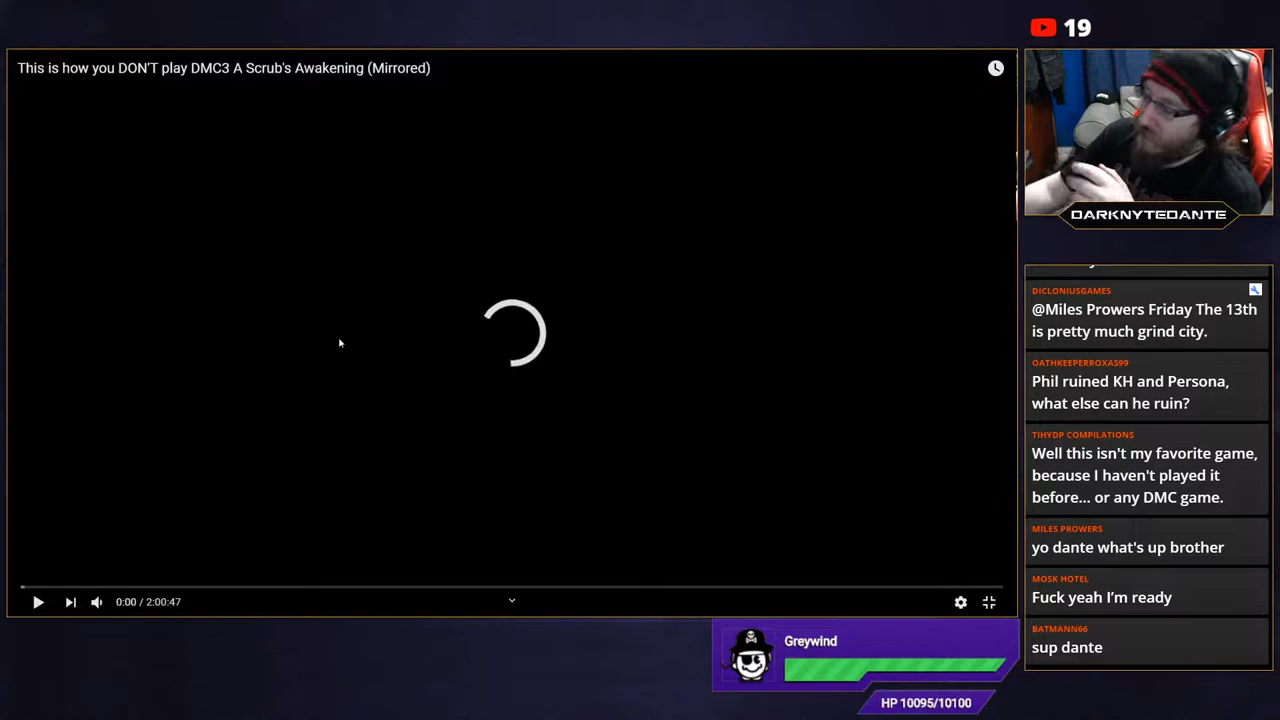 19
This is how you DON'T play DMC3 A Scrub's Awakening (Mirrored)
DARKNYTEDANTE
DICLONIUSGAMES
@Miles Prowers Friday The 13th
is pretty much grind city.
OATHKEEPERROXAS99
Phil ruined KH and Persona,
what else can he ruin?
TIHYDP COMPILATIONS
Well this isn't my favorite game,
because I haven't played it
before... or any DMC game.
MILES PROWERS
yo dante what's up brother
MOSK HOTEL
Fuck yeah I'm ready
BATMANN66
sup dante
0:00 / 2:00:47
Greywind
HP 10095/10100